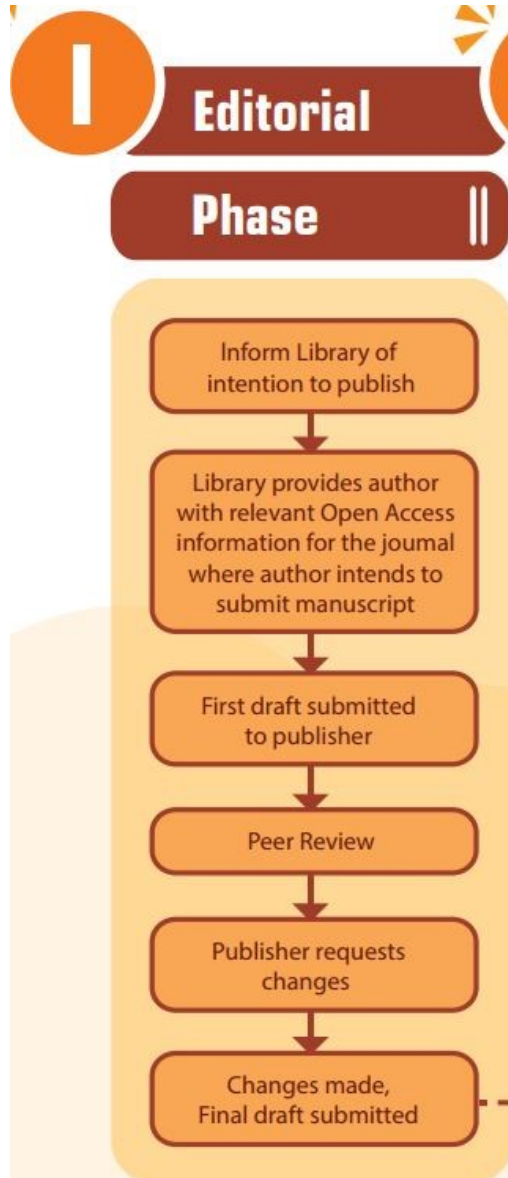 I
Editorial
Phase
Inform Library of
intention to publish
Library provides author
with relevant Open Access
information for the journal
where author intends to
submit manuscript
First draft submitted
to publisher
Peer Review
Publisher requests
changes
Changes made,
Final draft submitted